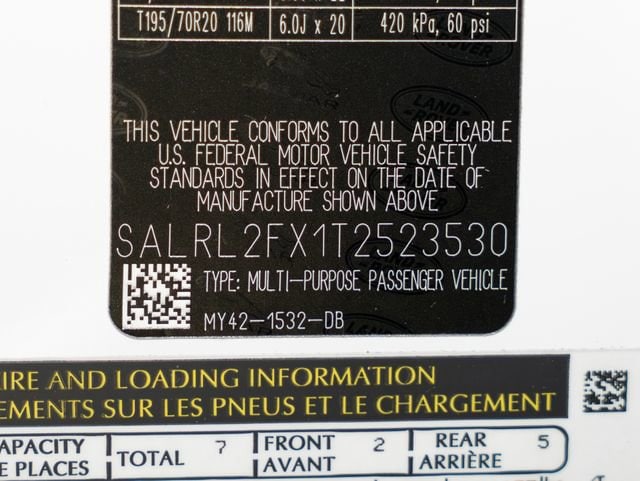 T195/70R20 116M 6.0J x 20 420 kPa, 60 psi
THIS VEHICLE CONFORMS TO ALL APPLICABLE
U.S. FEDERAL MOTOR VEHICLE SAFETY
STANDARDS IN EFFECT ON THE DATE OF
MANUFACTURE SHOWN ABOVE.
SALRL2FX1T2523530
TYPE: MULTI-PURPOSE PASSENGER VEHICLE
MY42-1532-DB
IRE AND LOADING INFORMATION
EMENTS SUR LES PNEUS ET LE CHARGEMENT
APACITY TOTAL 7 FRONT 2 REAR 5
E PLACES AVANT ARRIÈRE